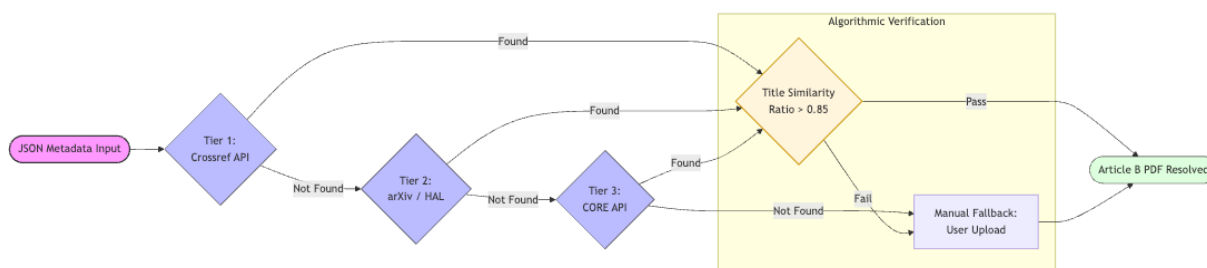 Algorithmic Verification
Found
Title Similarity
Ratio > 0.85
Pass
Found
Tier 1:
Crossref API
JSON Metadata Input
Found
Article B PDF Resolved
Not Found
Tier 2:
arXiv / HAL
Not Found
Tier 3:
CORE API
Not Found
Fail
Manual Fallback:
User Upload